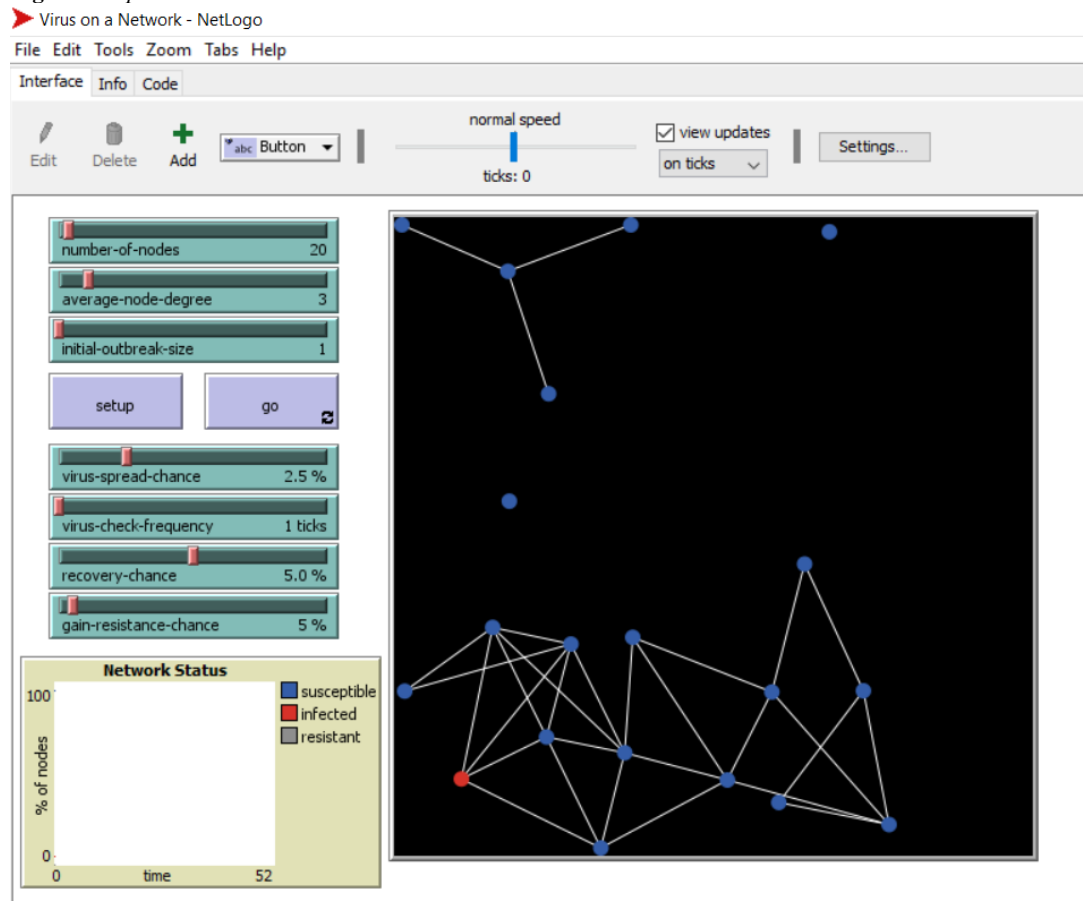 Virus on a Network - NetLogo
File Edit Tools Zoom Tabs Help
Interface Info Code
Edit Delete Add abc Button normal speed ticks: 0 view updates on ticks Settings...
number-of-nodes 20
average-node-degree 3
initial-outbreak-size 1
setup go
virus-spread-chance 2.5 %
virus-check-frequency 1 ticks
recovery-chance 5.0 %
gain-resistance-chance 5 %
Network Status
100
% of nodes
0
0 time 52
susceptible
infected
resistant